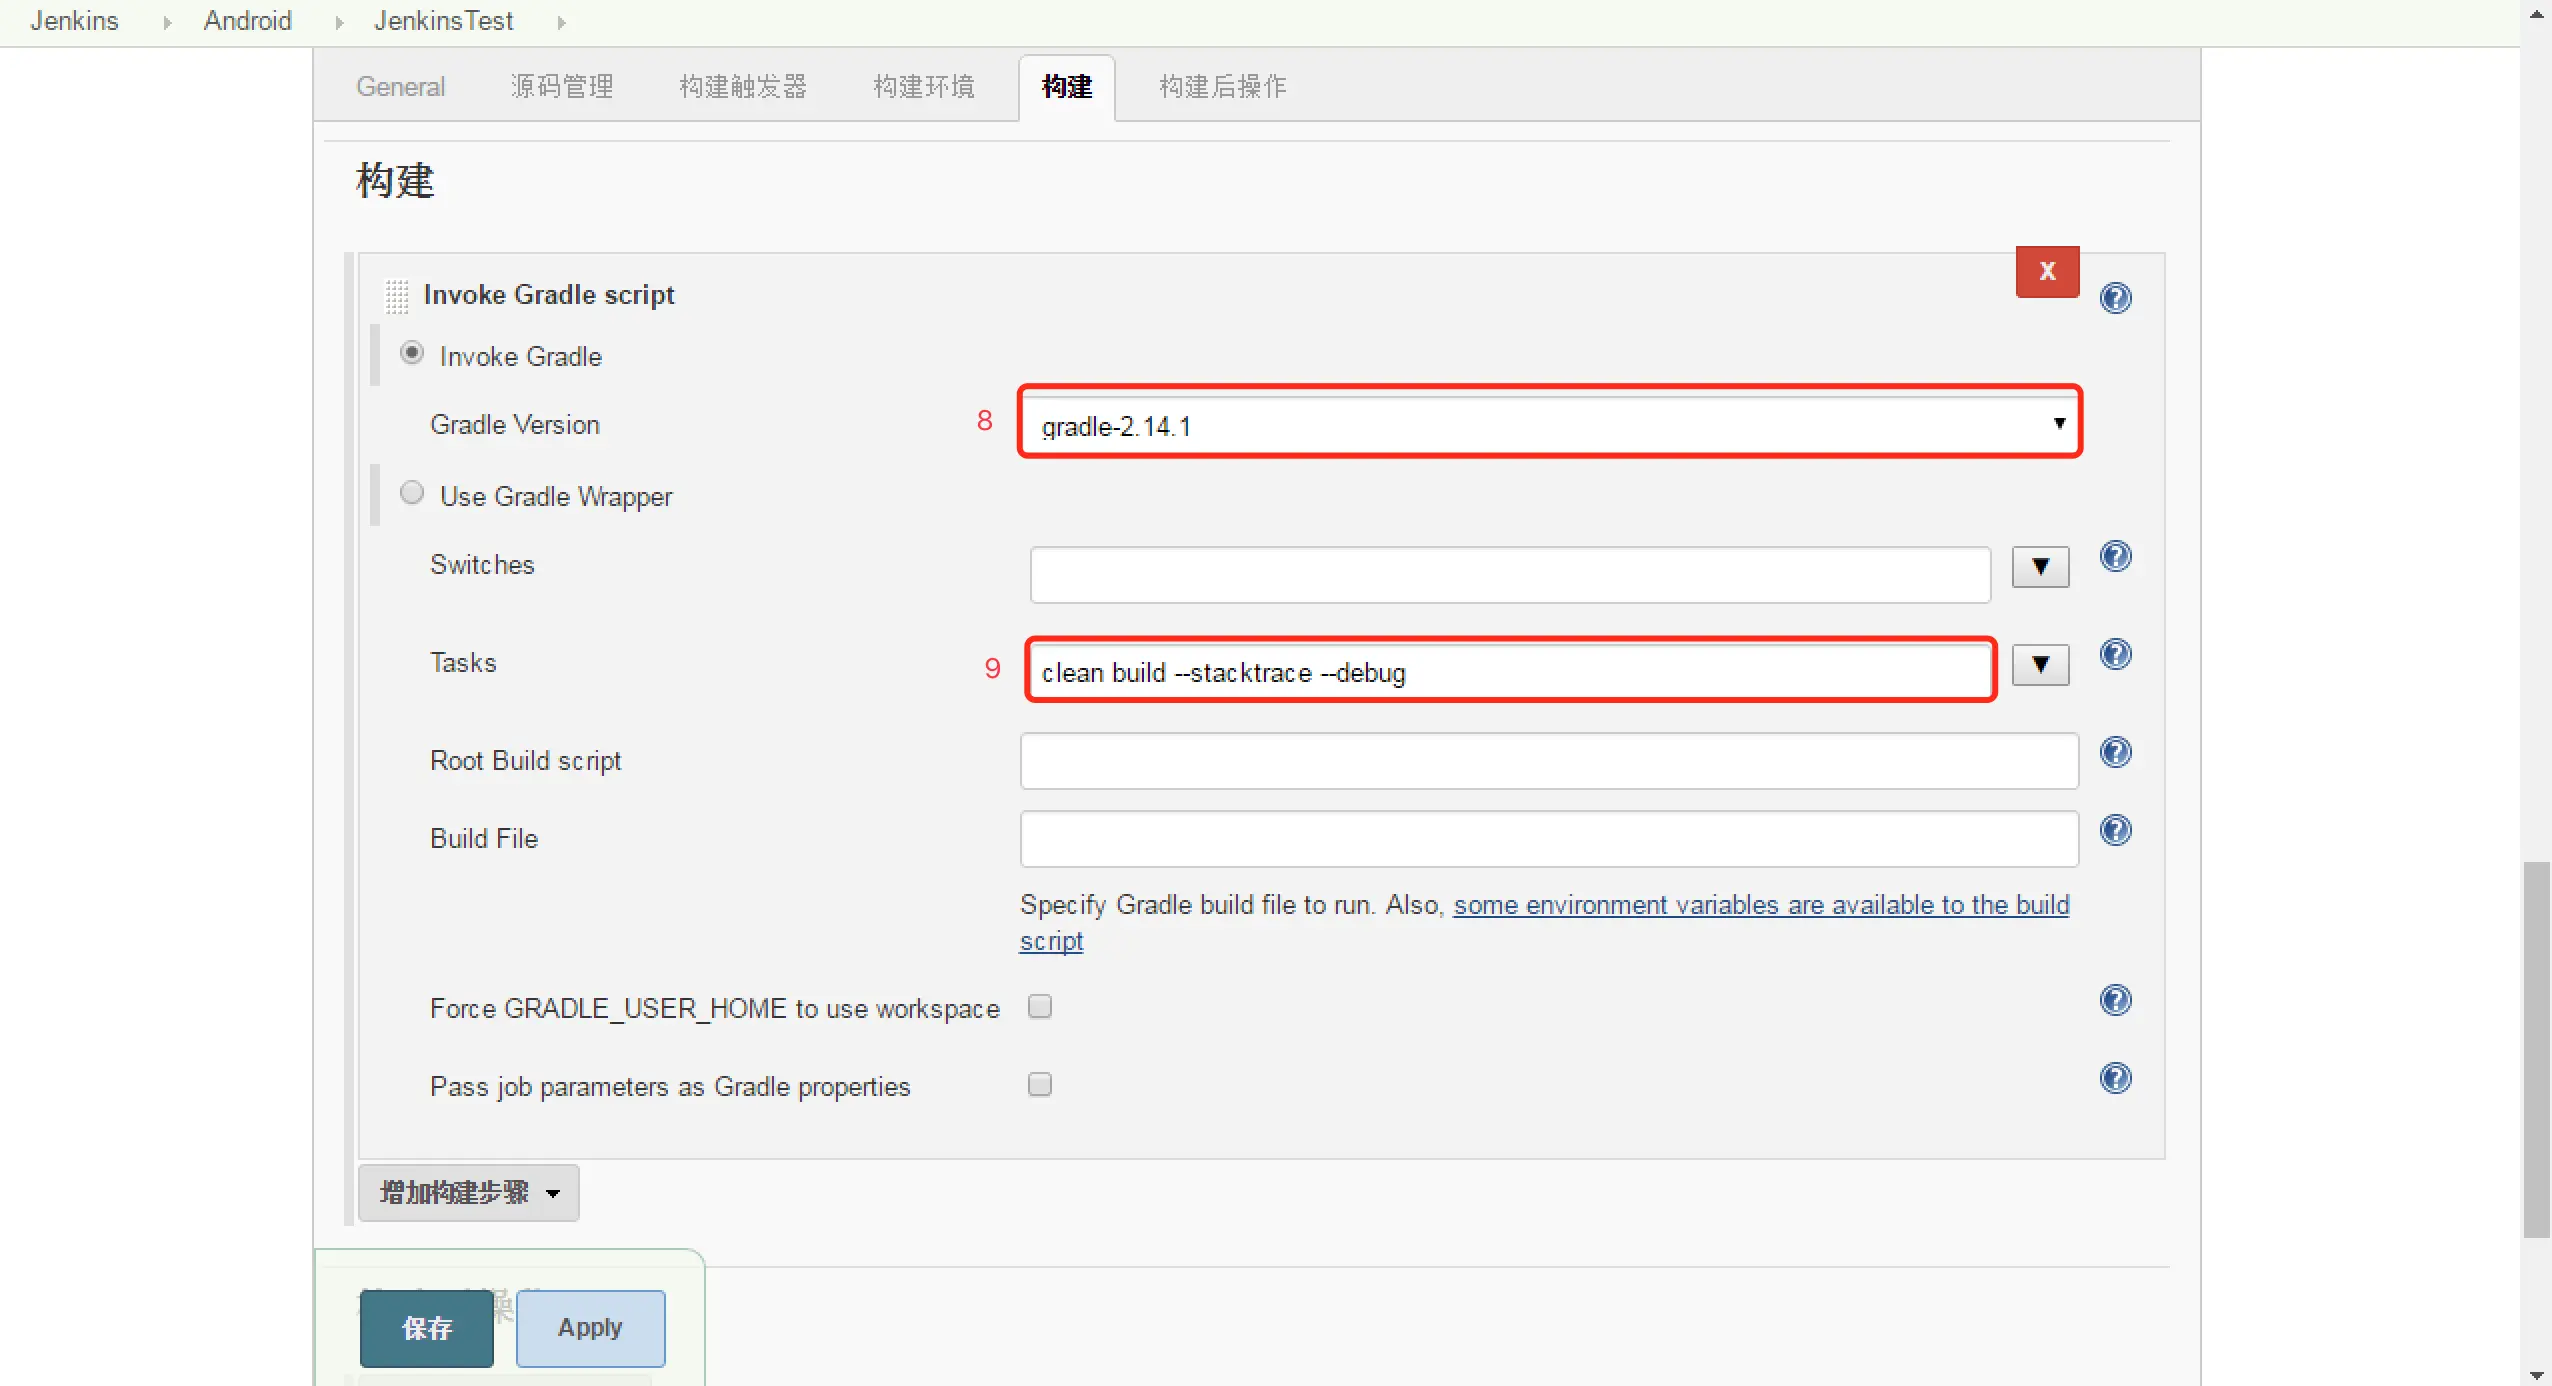 Jenkins Android JenkinsTest
General 源码管理 构建触发器 构建环境 构建 构建后操作
构建
X
Invoke Gradle script
Invoke Gradle
Gradle Version 8 gradle-2.14.1
Use Gradle Wrapper
Switches
Tasks 9 clean build --stacktrace --debug
Root Build script
Build File
Specify Gradle build file to run. Also, some environment variables are available to the build
script
Force GRADLE_USER_HOME to use workspace
Pass job parameters as Gradle properties
增加构建步骤
保存 Apply